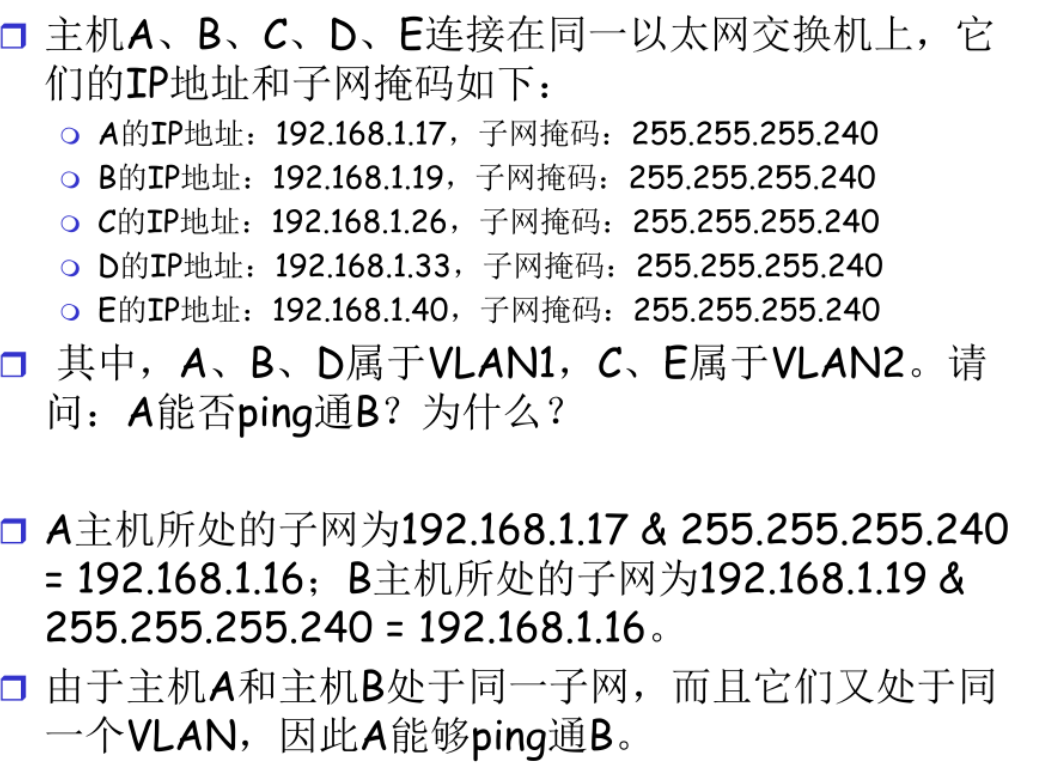 主机A、B、C、D、E连接在同一以太网交换机上，它
们的IP地址和子网掩码如下：
A的IP地址：192.168.1.17，子网掩码：255.255.255.240
B的IP地址：192.168.1.19，子网掩码：255.255.255.240
C的IP地址：192.168.1.26，子网掩码：255.255.255.240
D的IP地址：192.168.1.33，子网掩码：255.255.255.240
E的IP地址：192.168.1.40，子网掩码：255.255.255.240
其中，A、B、D属于VLAN1，C、E属于VLAN2。请
问：A能否ping通B？为什么？
A主机所处的子网为192.168.1.17 & 255.255.255.240
= 192.168.1.16；B主机所处的子网为192.168.1.19 &
255.255.255.240 = 192.168.1.16。
由于主机A和主机B处于同一子网，而且它们又处于同
一个VLAN，因此A能够ping通B。